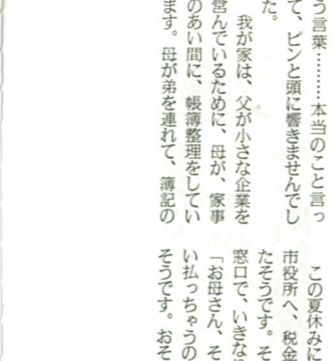 う言葉………本当のこと言っ
て、ピンと頭に響きませんでし
た。
我が家は、父が小さな企業を
営んでいるために、母が、家事
のあい間に、帳簿整理をしてい
ます。母が弟を連れて、簿記の
この夏休みに
市役所へ、税金
たそうです。そ
窓口で、いきな
「お母さん、そ
い払っちゃうの
そうです。おそ